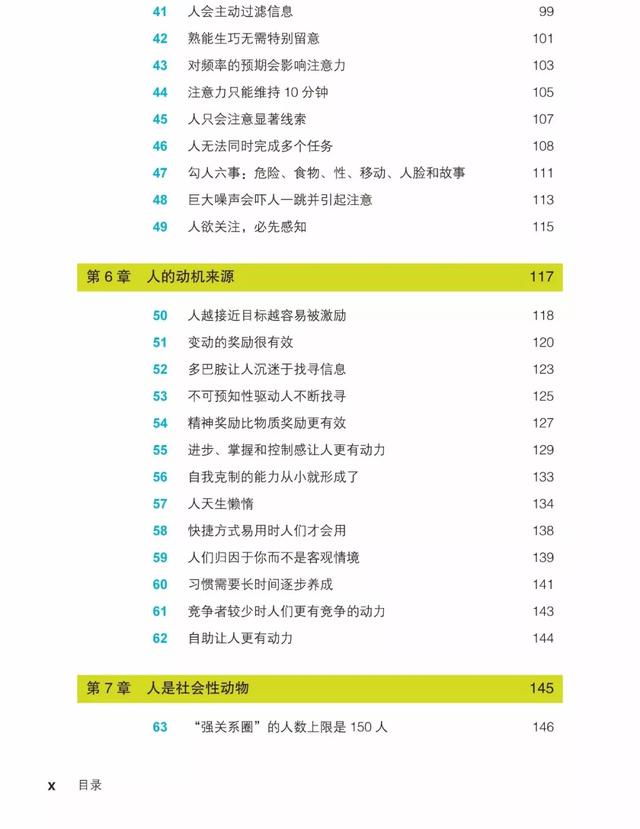 41 人会主动过滤信息 99
42 熟能生巧无需特别留意 101
43 对频率的预期会影响注意力 103
44 注意力只能维持 10 分钟 105
45 人只会注意显著线索 107
46 人无法同时完成多个任务 108
47 勾人六事：危险、食物、性、移动、人脸和故事 111
48 巨大噪声会吓人一跳并引起注意 113
49 人欲关注，必先感知 115
第 6 章 人的动机来源 117
50 人越接近目标越容易被激励 118
51 变动的奖励很有效 120
52 多巴胺让人沉迷于找寻信息 123
53 不可预知性驱动人不断找寻 125
54 精神奖励比物质奖励更有效 127
55 进步、掌握和控制感让人更有动力 129
56 自我克制的能力从小就形成了 133
57 人天生懒惰 134
58 快捷方式易用时人们才会用 138
59 人们归因于你而不是客观情境 139
60 习惯需要长时间逐步养成 141
61 竞争者较少时人们更有竞争的动力 143
62 自助让人更有动力 144
第 7 章 人是社会性动物 145
63 “强关系圈”的人数上限是 150 人 146
x 目录